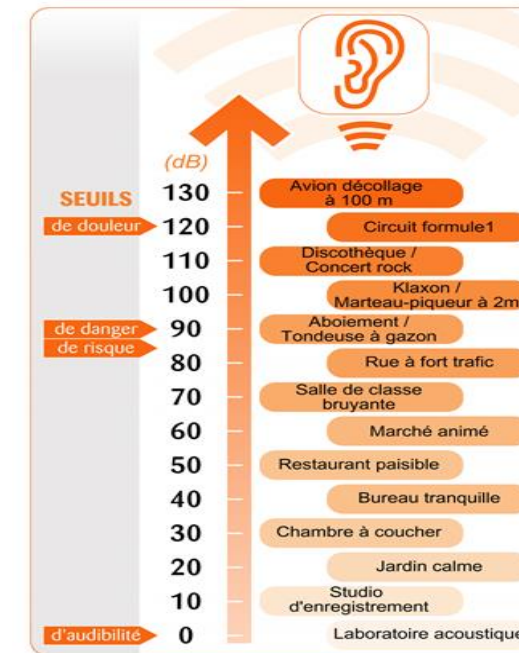 (dB)
SEUILS
130
Avion décollage
à 100 m
de douleur
120
Circuit formule1
110
Discothèque /
Concert rock
100
Klaxon /
Marteau-piqueur à 2m
de danger
90
Aboiement /
Tondeuse à gazon
de risque
80
Rue à fort trafic
70
Salle de classe
bruyante
60
Marché animé
50
Restaurant paisible
40
Bureau tranquille
30
Chambre à coucher
20
Jardin calme
10
Studio
d'enregistrement
d'audibilité
0
Laboratoire acoustique